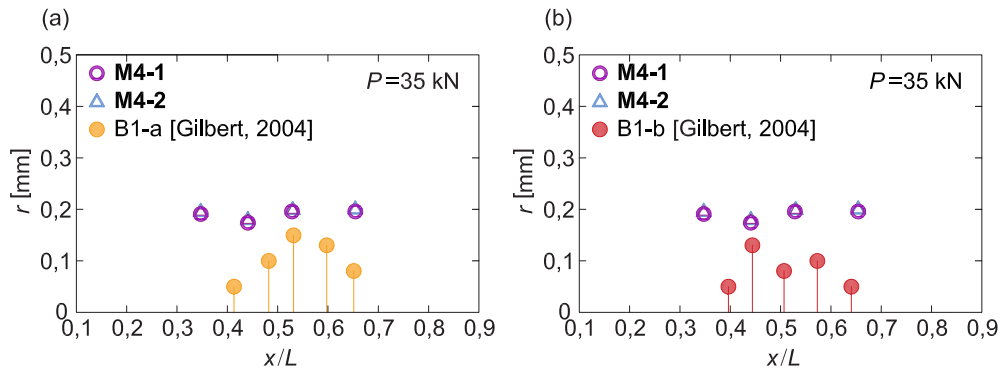 (a)
0,5
0,4
0,3
0,2
0,1
0
r [mm]
M4-1
M4-2
B1-a [Gilbert, 2004]
P=35 kN
0,1 0,2 0,3 0,4 0,5 0,6 0,7 0,8 0,9
x/L
(b)
0,5
0,4
0,3
0,2
0,1
0
r [mm]
M4-1
M4-2
B1-b [Gilbert, 2004]
P=35 kN
0,1 0,2 0,3 0,4 0,5 0,6 0,7 0,8 0,9
x/L